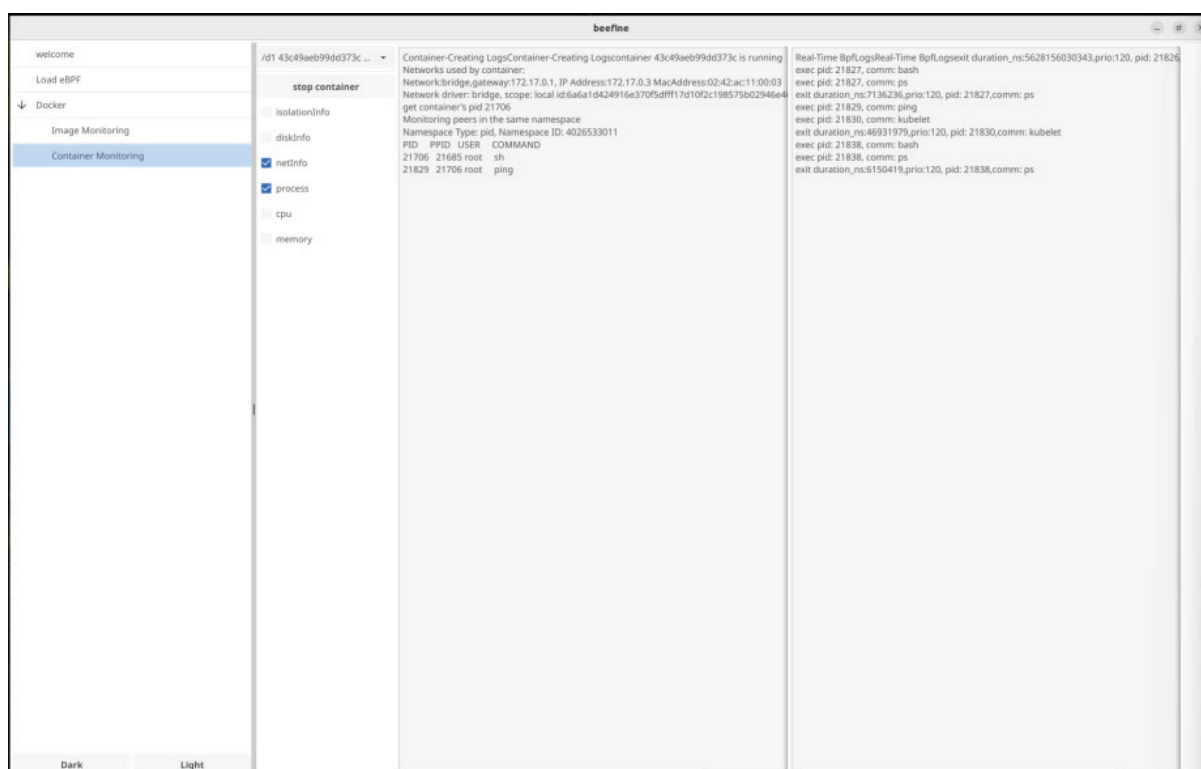 beefine
welcome
Load eBPF
Docker
Image Monitoring
Container Monitoring
Dark
Light
/d1 43c49aeb99dd373c ...
stop container
isolationInfo
diskInfo
netInfo
process
cpu
memory
Container-Creating LogsContainer-Creating Logscontainer 43c49aeb99dd373c is running
Networks used by container:
Network:bridge,gateway:172.17.0.1, IP Address:172.17.0.3 MacAddress:02:42:ac:11:00:03
Network driver: bridge, scope: local id:6a6a1d424916e370f5dfff17d10f2c198575b02946e4
get container's pid 21706
Monitoring peers in the same namespace
Namespace Type: pid, Namespace ID: 4026533011
PID PPID USER COMMAND
21706 21685 root sh
21829 21706 root ping
Real-Time BpfLogsReal-Time BpfLogsexit duration_ns:5628156030343,prio:120, pid: 21826,
exec pid: 21827, comm: bash
exec pid: 21827, comm: ps
exit duration_ns:7136236,prio:120, pid: 21827,comm: ps
exec pid: 21829, comm: ping
exec pid: 21830, comm: kubelet
exit duration_ns:46931979,prio:120, pid: 21830,comm: kubelet
exec pid: 21838, comm: bash
exec pid: 21838, comm: ps
exit duration_ns:6150419,prio:120, pid: 21838,comm: ps